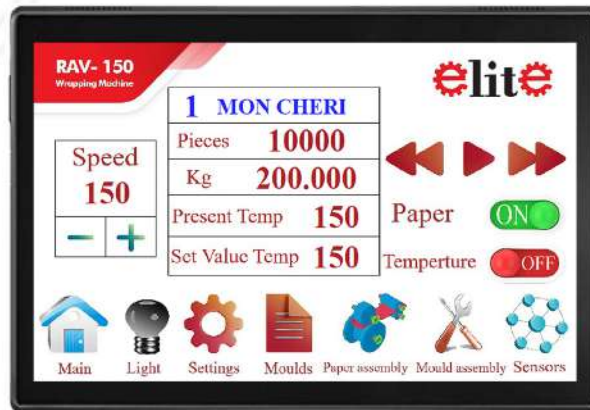 RAV- 150
Wrapping Machine
elite
1 MON CHERI
Pieces 10000
Speed
150
Kg 200.000
Present Temp 150
Paper ON
Set Value Temp 150
Temperture OFF
Main Light Settings Moulds Paper assembly Mould assembly Sensors